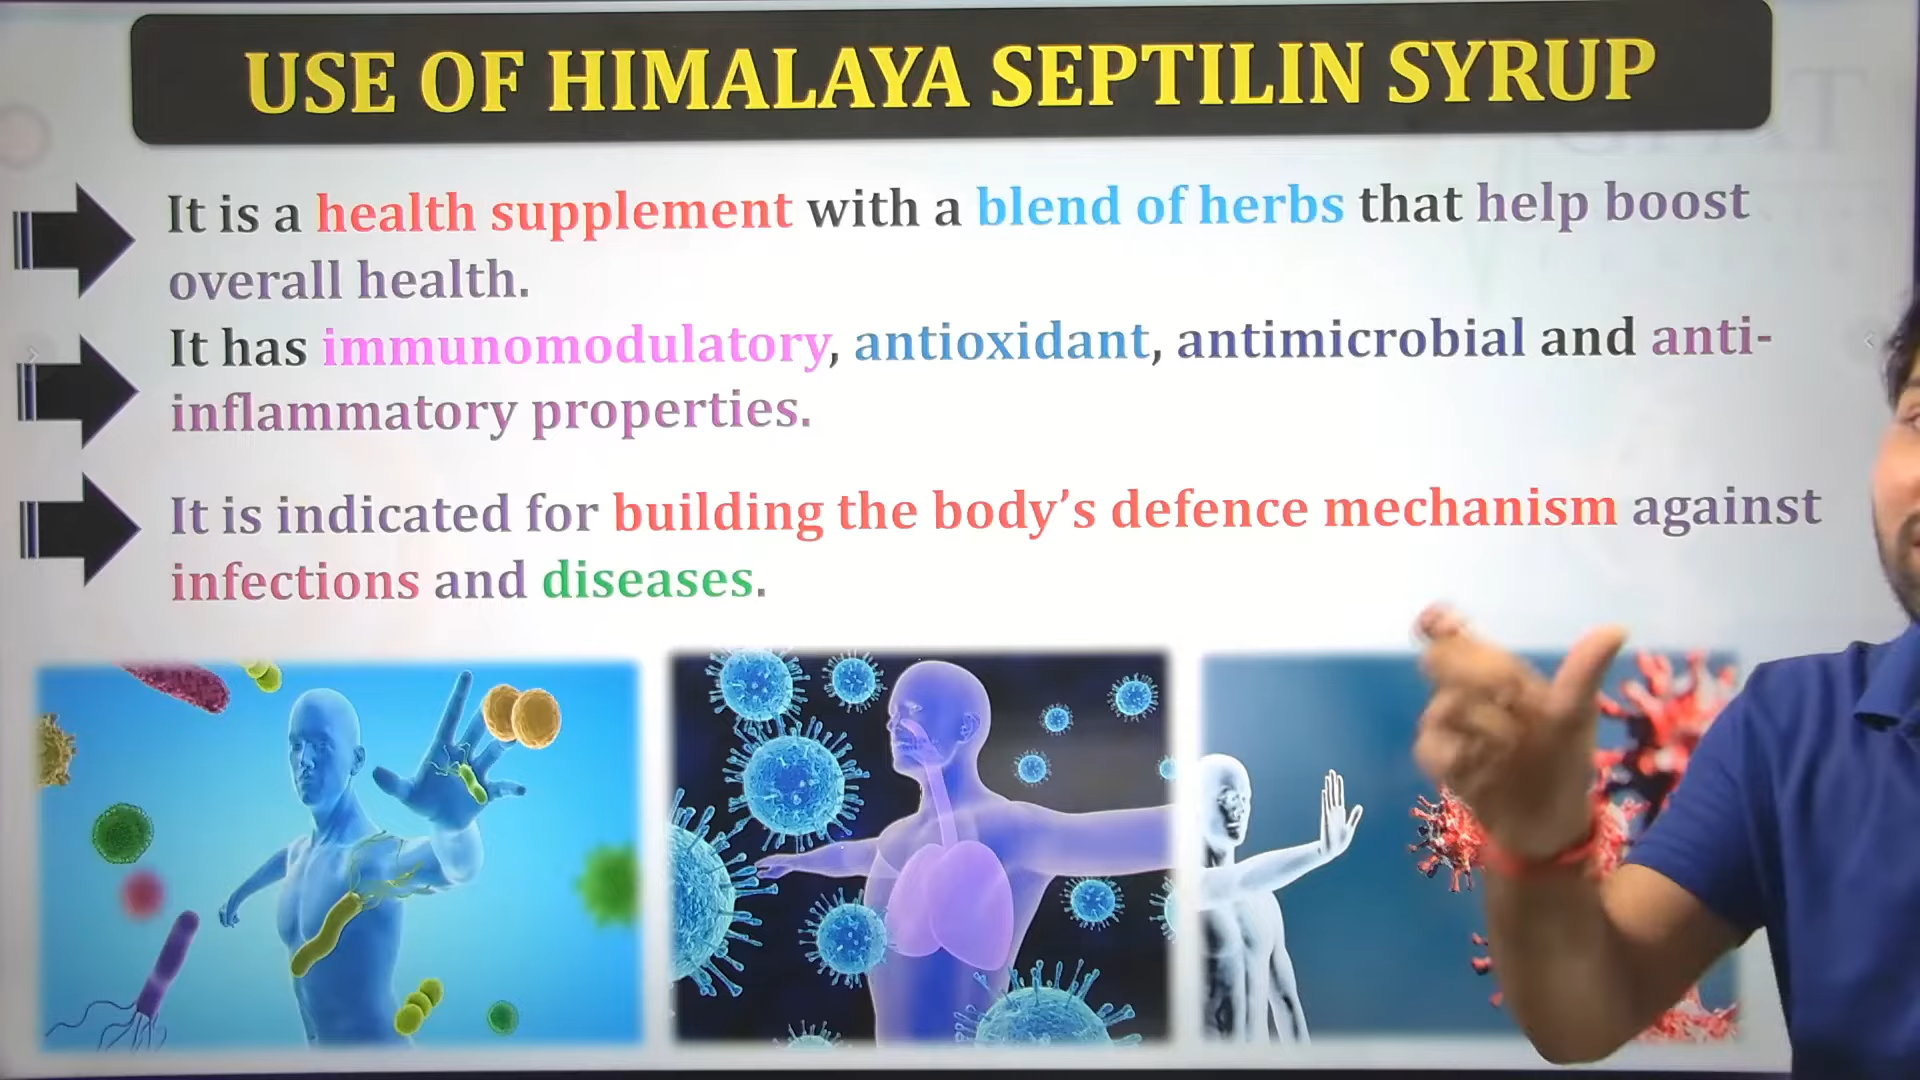 USE OF HIMALAYA SEPTILIN SYRUP
It is a health supplement with a blend of herbs that help boost
overall health.
It has immunomodulatory, antioxidant, antimicrobial and anti-
inflammatory properties.
It is indicated for building the body’s defence mechanism against
infections and diseases.